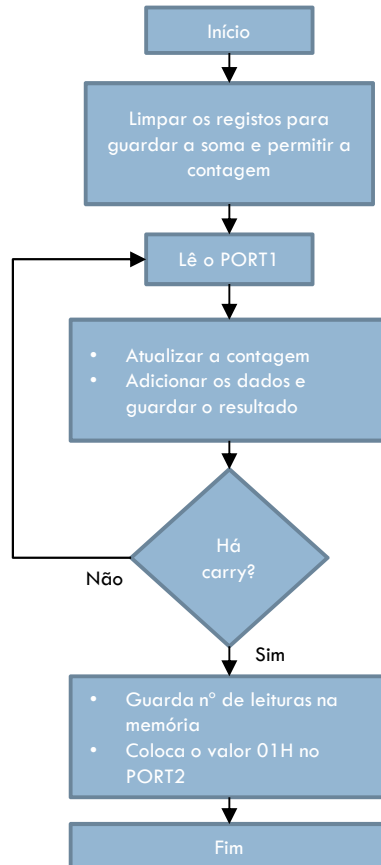 Início
Limpar os registos para
guardar a soma e permitir a
contagem
Lê o PORT1
• Atualizar a contagem
• Adicionar os dados e
guardar o resultado
Há
carry?
Não
Sim
• Guarda nº de leituras na
memória
• Coloca o valor 01H no
PORT2
Fim